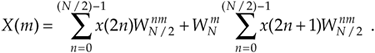 X(m) = \sum_{n=0}^{(N/2)-1} x(2n)W_{N/2}^{nm} + W_N^m \sum_{n=0}^{(N/2)-1} x(2n+1)W_{N/2}^{nm} .